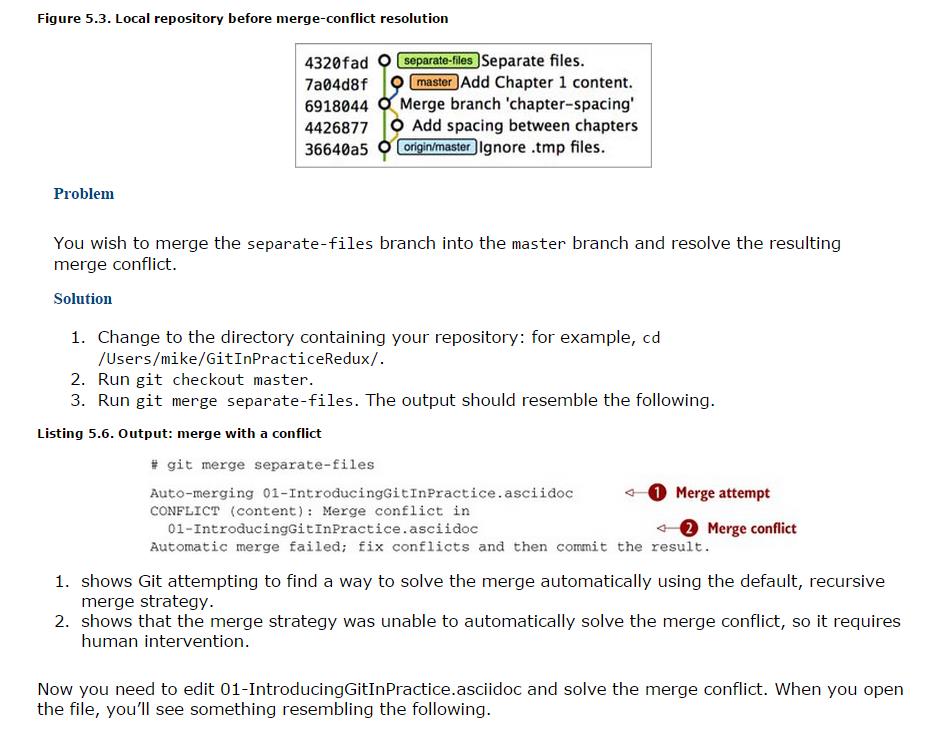 Figure 5.3. Local repository before merge-conflict resolution
4320fad separate-files Separate files.
7a04d8f master Add Chapter 1 content.
6918044 Merge branch 'chapter-spacing'
4426877 Add spacing between chapters
36640a5 origin/master Ignore .tmp files.
Problem
You wish to merge the separate-files branch into the master branch and resolve the resulting
merge conflict.
Solution
1. Change to the directory containing your repository: for example, cd
/Users/mike/GitInPracticeRedux/.
2. Run git checkout master.
3. Run git merge separate-files. The output should resemble the following.
Listing 5.6. Output: merge with a conflict
# git merge separate-files
Auto-merging 01-IntroducingGitInPractice.asciidoc 1 Merge attempt
CONFLICT (content): Merge conflict in
01-IntroducingGitInPractice.asciidoc 2 Merge conflict
Automatic merge failed; fix conflicts and then commit the result.
1. shows Git attempting to find a way to solve the merge automatically using the default, recursive
merge strategy.
2. shows that the merge strategy was unable to automatically solve the merge conflict, so it requires
human intervention.
Now you need to edit 01-IntroducingGitInPractice.asciidoc and solve the merge conflict. When you open
the file, you’ll see something resembling the following.